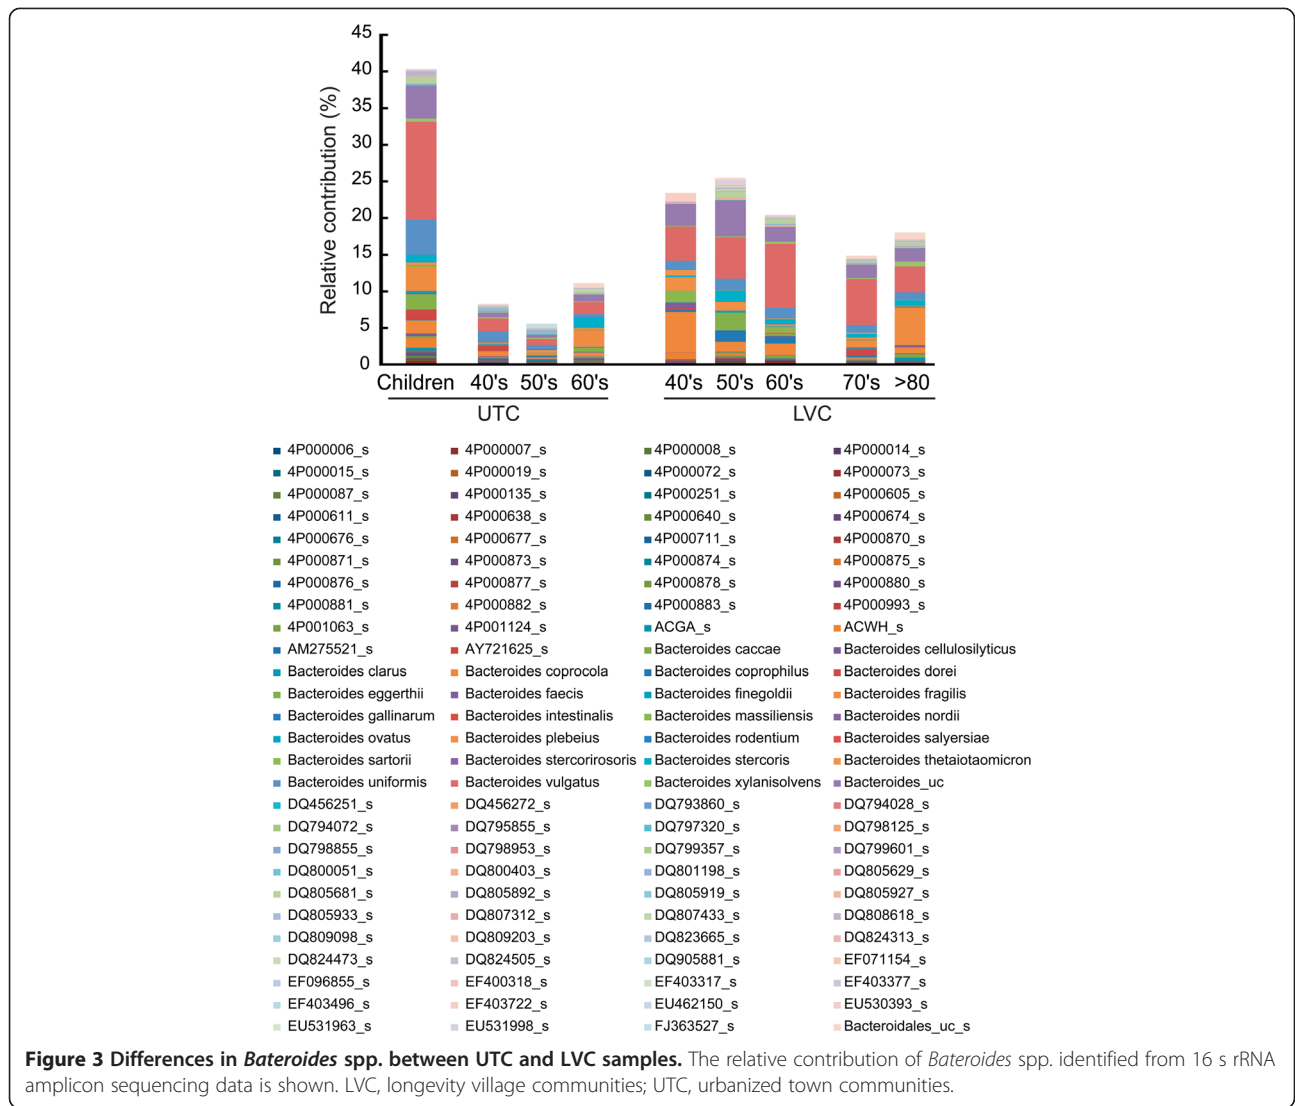 45
40
35
30
25
20
15
10
5
0
Relative contribution (%)
Children 40's 50's 60's 40's 50's 60's 70's >80
UTC LVC
4P000006_s 4P000007_s 4P000008_s 4P000014_s
4P000015_s 4P000019_s 4P000072_s 4P000073_s
4P000087_s 4P000135_s 4P000251_s 4P000605_s
4P000611_s 4P000638_s 4P000640_s 4P000674_s
4P000676_s 4P000677_s 4P000711_s 4P000870_s
4P000871_s 4P000873_s 4P000874_s 4P000875_s
4P000876_s 4P000877_s 4P000878_s 4P000880_s
4P000881_s 4P000882_s 4P000883_s 4P000993_s
4P001063_s 4P001124_s ACGA_s ACWH_s
AM275521_s AY721625_s Bacteroides caccae Bacteroides cellulosilyticus
Bacteroides clarus Bacteroides coprocola Bacteroides coprophilus Bacteroides dorei
Bacteroides eggerthii Bacteroides faecis Bacteroides finegoldii Bacteroides fragilis
Bacteroides gallinarum Bacteroides intestinalis Bacteroides massiliensis Bacteroides nordii
Bacteroides ovatus Bacteroides plebeius Bacteroides rodentium Bacteroides salyersiae
Bacteroides sartorii Bacteroides stercorirosoris Bacteroides stercoris Bacteroides thetaiotaomicron
Bacteroides uniformis Bacteroides vulgatus Bacteroides xylanisolvens Bacteroides_uc
DQ456251_s DQ456272_s DQ793860_s DQ794028_s
DQ794072_s DQ795855_s DQ797320_s DQ798125_s
DQ798855_s DQ798953_s DQ799357_s DQ799601_s
DQ800051_s DQ800403_s DQ801198_s DQ805629_s
DQ805681_s DQ805892_s DQ805919_s DQ805927_s
DQ805933_s DQ807312_s DQ807433_s DQ808618_s
DQ809098_s DQ809203_s DQ823665_s DQ824313_s
DQ824473_s DQ824505_s DQ905881_s EF071154_s
EF096855_s EF400318_s EF403317_s EF403377_s
EF403496_s EF403722_s EU462150_s EU530393_s
EU531963_s EU531998_s FJ363527_s Bacteroidales_uc_s
Figure 3 Differences in Bateroides spp. between UTC and LVC samples. The relative contribution of Bateroides spp. identified from 16 s rRNA
amplicon sequencing data is shown. LVC, longevity village communities; UTC, urbanized town communities.